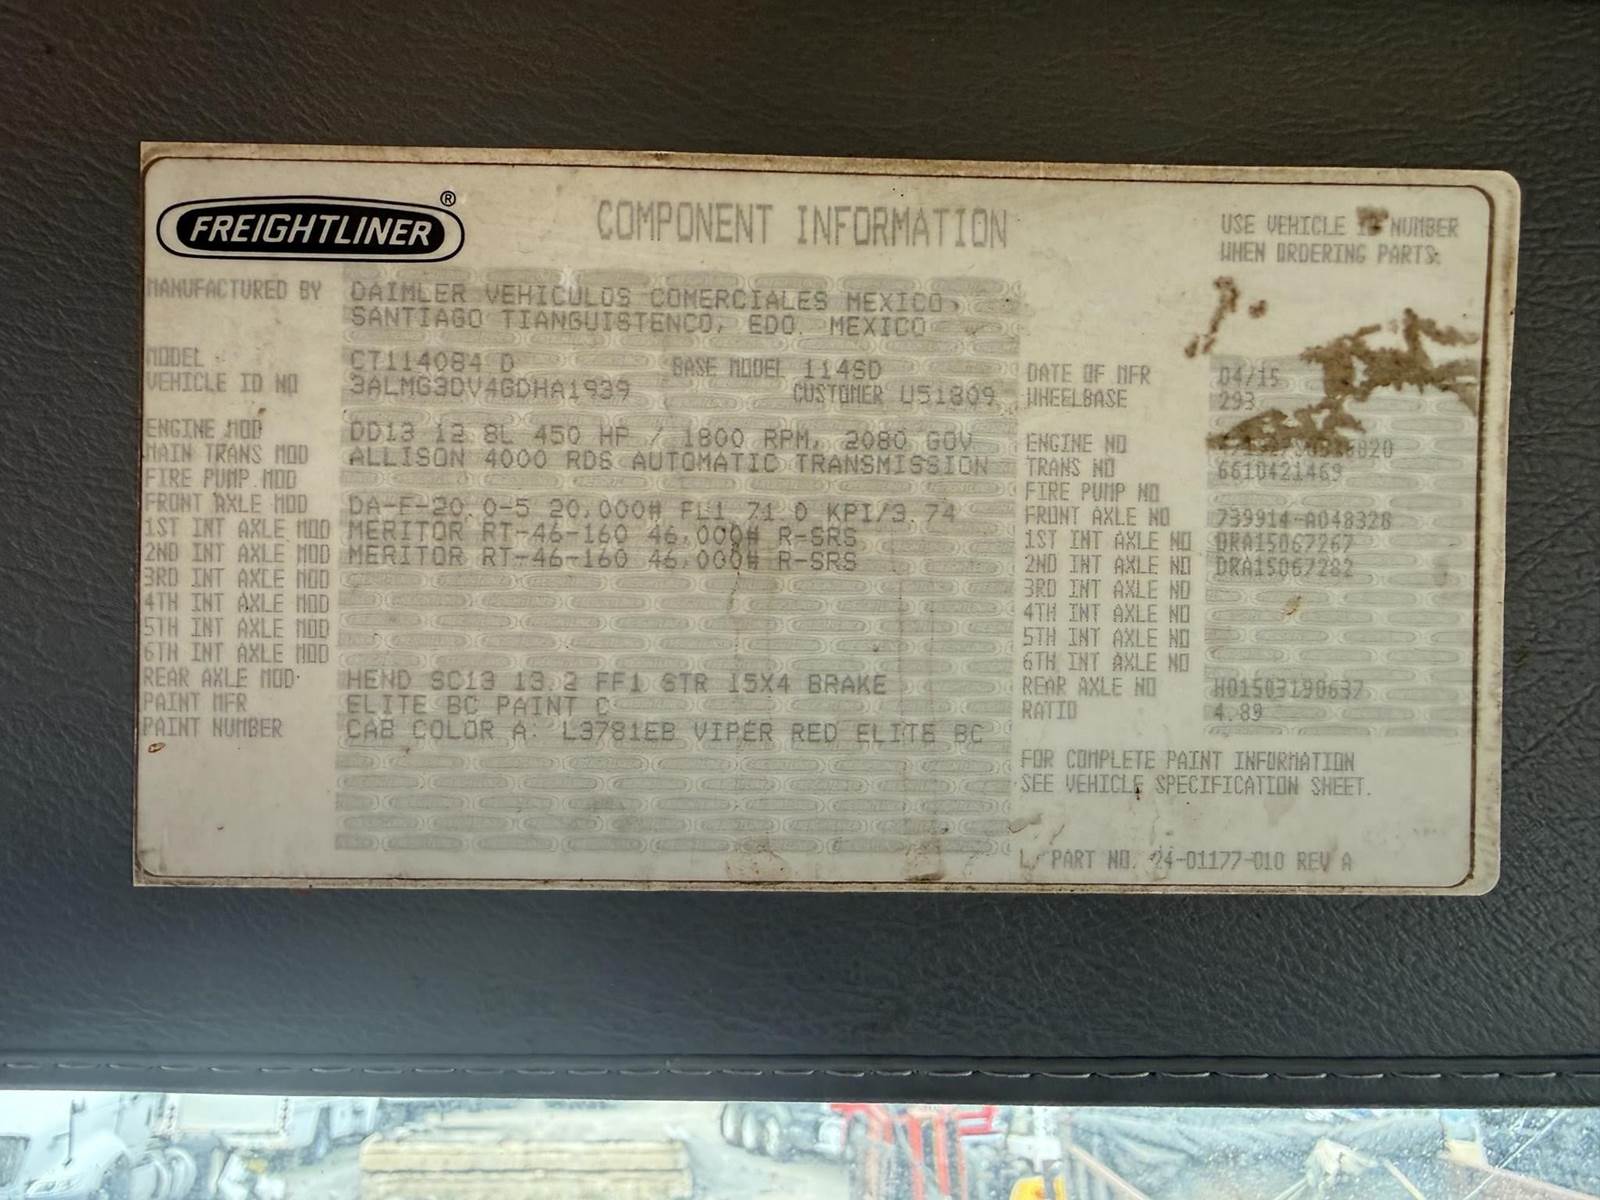 FREIGHTLINER ®
COMPONENT INFORMATION
USE VEHICLE ID NUMBER
WHEN ORDERING PARTS.
MANUFACTURED BY DAIMLER VEHICULOS COMERCIALES MEXICO,
SANTIAGO TIANGUISTENCO, EDO. MEXICO
MODEL CT114084 D BASE MODEL 114SD
VEHICLE ID NO 3ALMG3DV4GDHA1939 CUSTOMER U51809
DATE OF MFR 04/15
WHEELBASE 293
ENGINE MOD DD13 12.8L 450 HP / 1800 RPM, 2080 GOV
MAIN TRANS MOD ALLISON 4000 RDS AUTOMATIC TRANSMISSION
FIRE PUMP MOD
FRONT AXLE MOD DA-F-20.0-5 20,000# FL1 71.0 KPI/3.74
1ST INT AXLE MOD MERITOR RT-46-160 46,000# R-SRS
2ND INT AXLE MOD MERITOR RT-46-160 46,000# R-SRS
3RD INT AXLE MOD
4TH INT AXLE MOD
5TH INT AXLE MOD
6TH INT AXLE MOD
REAR AXLE MOD HEND SC13 13.2 FF1 STR 15X4 BRAKE
PAINT MFR ELITE BC PAINT C
PAINT NUMBER CAB COLOR A: L3781EB VIPER RED ELITE BC
ENGINE NO
TRANS NO 6610421469
FIRE PUMP NO
FRONT AXLE NO 739914-A048328
1ST INT AXLE NO DRA15067267
2ND INT AXLE NO DRA15067282
3RD INT AXLE NO
4TH INT AXLE NO
5TH INT AXLE NO
6TH INT AXLE NO
REAR AXLE NO H01503190637
RATIO 4.89
FOR COMPLETE PAINT INFORMATION
SEE VEHICLE SPECIFICATION SHEET.
PART NO. 24-01177-010 REV A